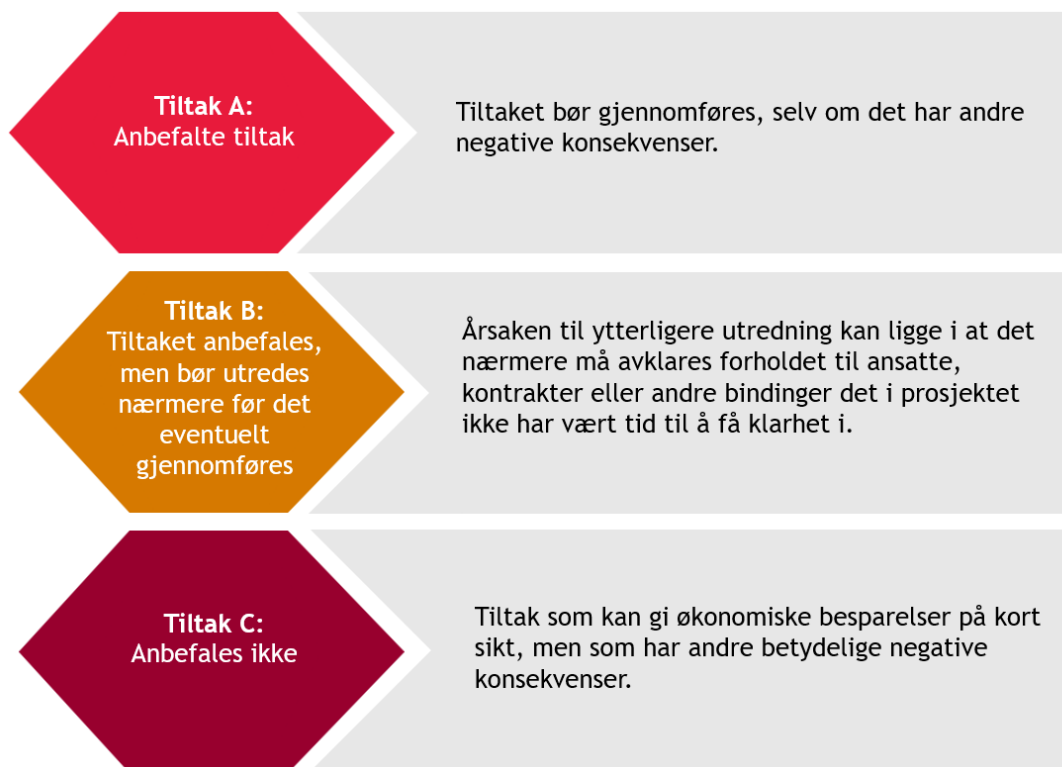 Tiltak A:
Anbefalte tiltak
Tiltaket bør gjennomføres, selv om det har andre
negative konsekvenser.
Tiltak B:
Tiltaket anbefales,
men bør utredes
nærmere før det
eventuelt
gjennomføres
Årsaken til ytterligere utredning kan ligge i at det
nærmere må avklares forholdet til ansatte,
kontrakter eller andre bindinger det i prosjektet
ikke har vært tid til å få klarhet i.
Tiltak C:
Anbefales ikke
Tiltak som kan gi økonomiske besparelser på kort
sikt, men som har andre betydelige negative
konsekvenser.